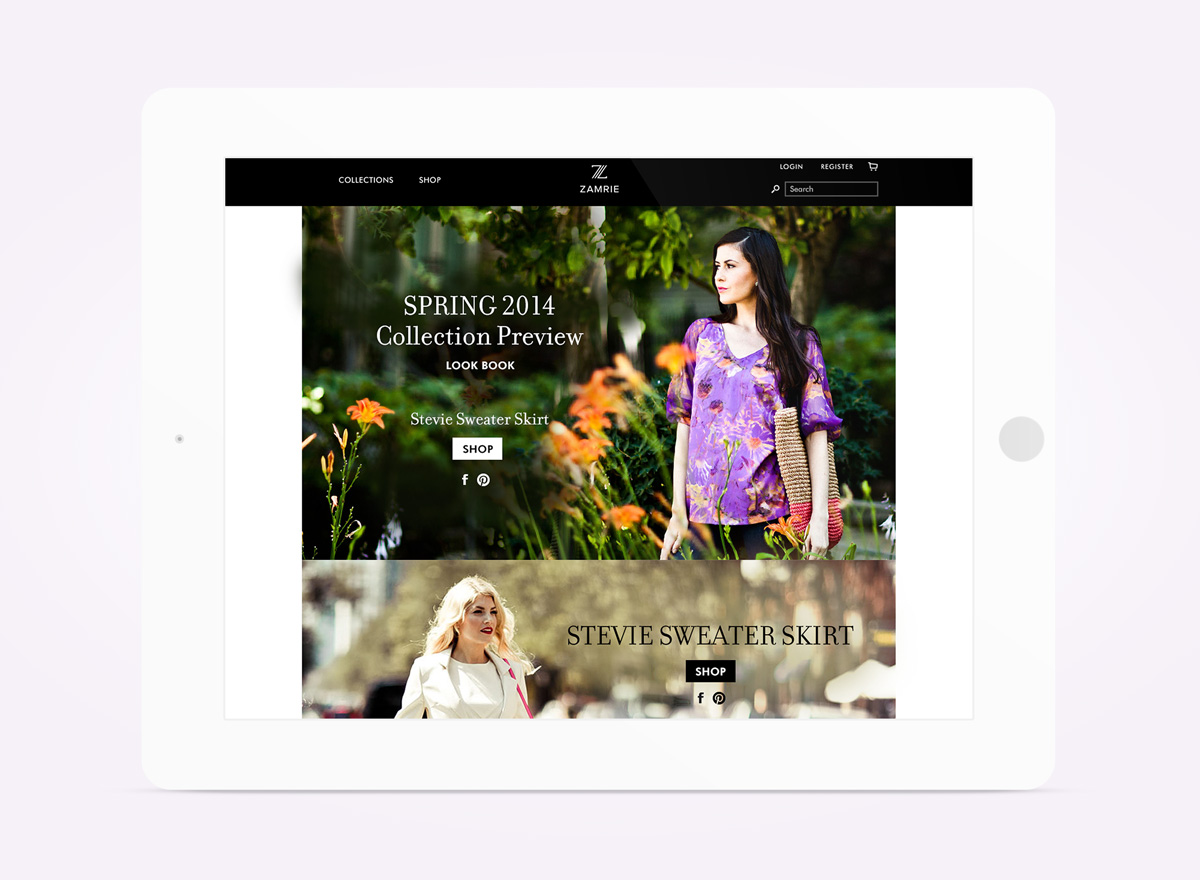 COLLECTIONS
SHOP
ZAMRIE
LOGIN
REGISTER
Search
SPRING 2014
Collection Preview
LOOK BOOK
Stevie Sweater Skirt
SHOP
STEVIE SWEATER SKIRT
SHOP